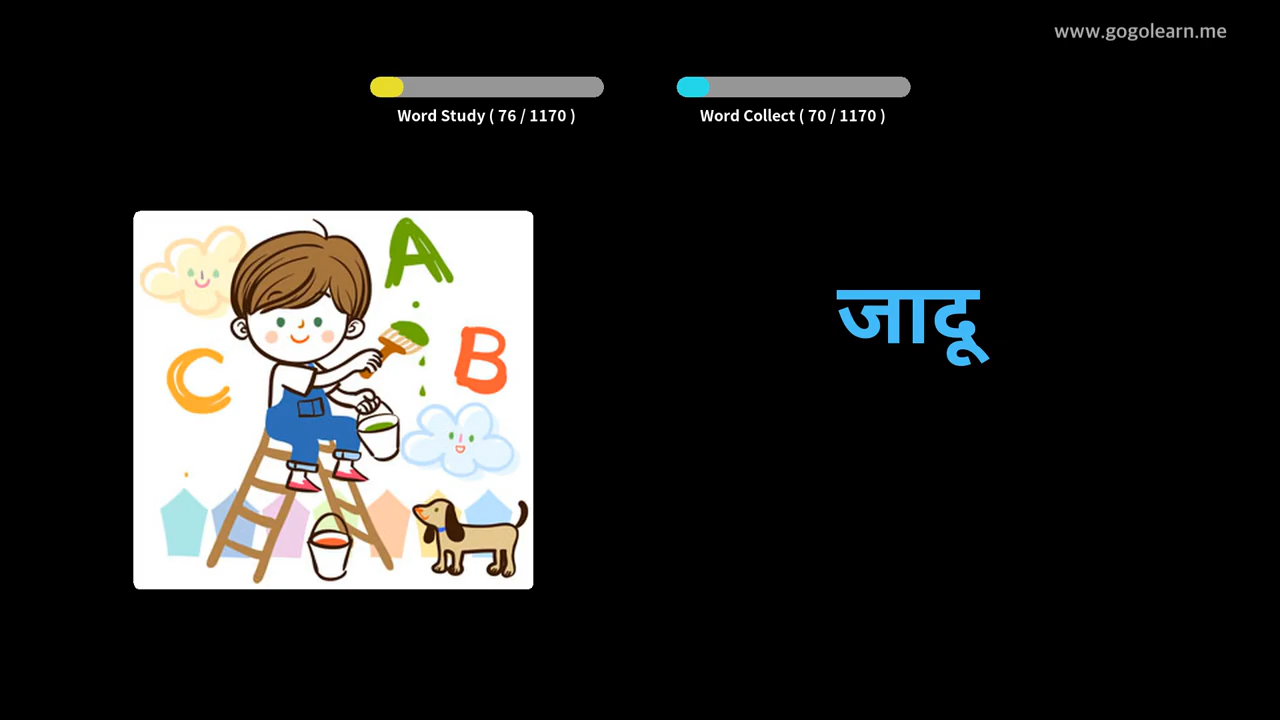 www.gogolearn.me
Word Study ( 76 / 1170 )
Word Collect ( 70 / 1170 )
A
B
C
जादू